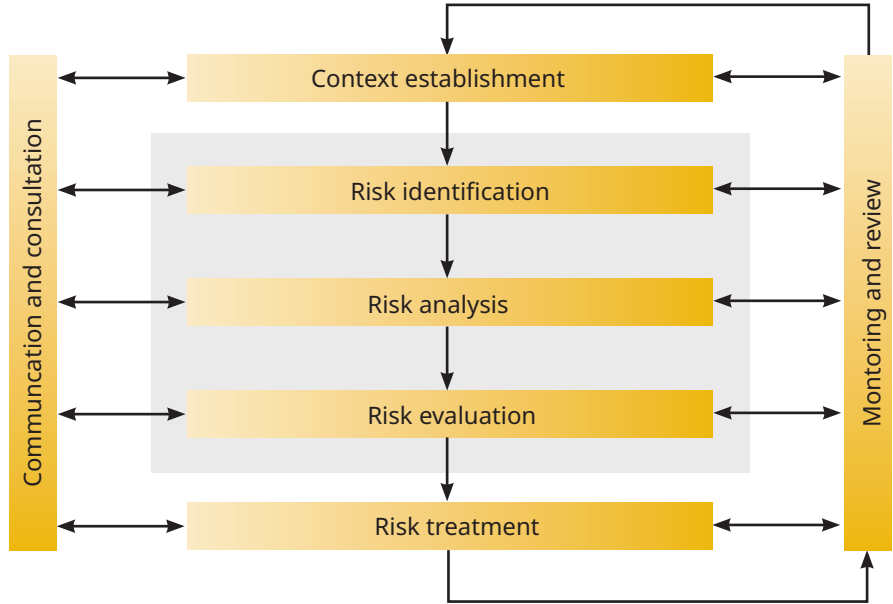 Context establishment
Communcation and consultation
Risk identification
Risk analysis
Risk evaluation
Risk treatment
Montoring and review